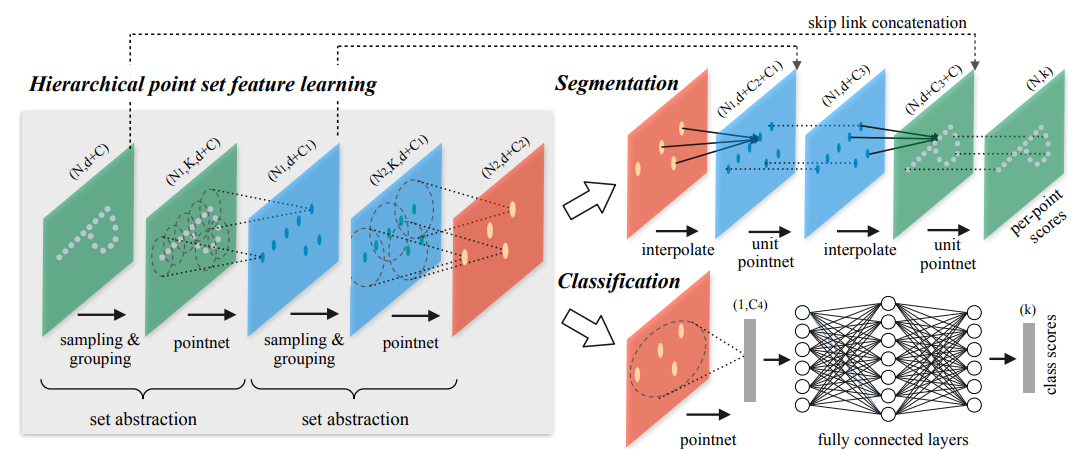 skip link concatenation
Hierarchical point set feature learning
(N,d+C)
(N1,K,d+C)
(N1,d+C1)
(N2,K,d+C1)
(N2,d+C2)
sampling &
grouping
pointnet
sampling &
grouping
pointnet
set abstraction
set abstraction
Segmentation
(N1,d+C2+C1)
(N1,d+C3)
(N,d+C3+C)
(N,k)
interpolate
unit
pointnet
interpolate
unit
pointnet
per-point
scores
Classification
(1,C4)
(k)
pointnet
fully connected layers
class scores